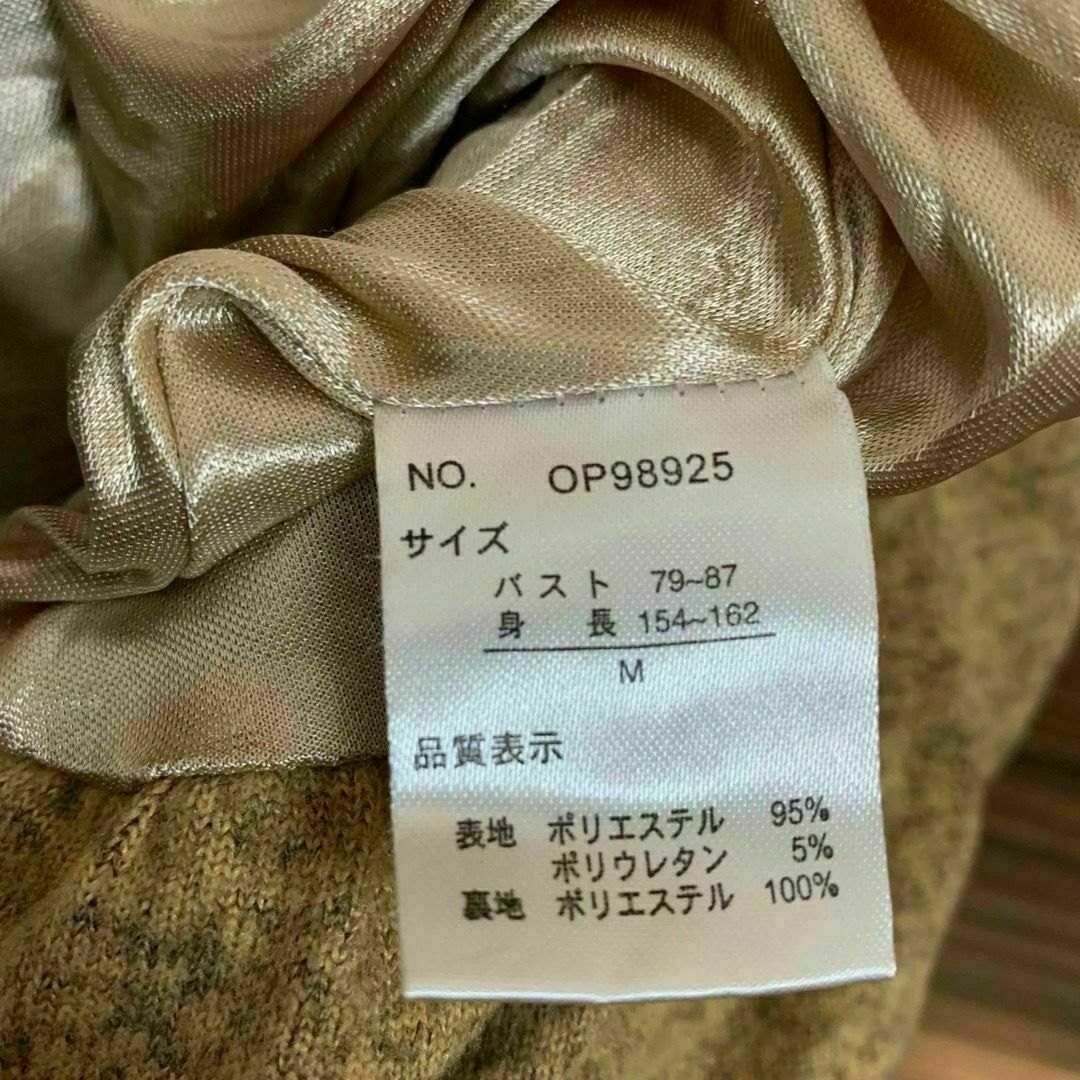 NO. OP98925
サイズ
バスト 79~87
身長 154~162
M
品質表示
表地 ポリエステル 95%
ポリウレタン 5%
裏地 ポリエステル 100%